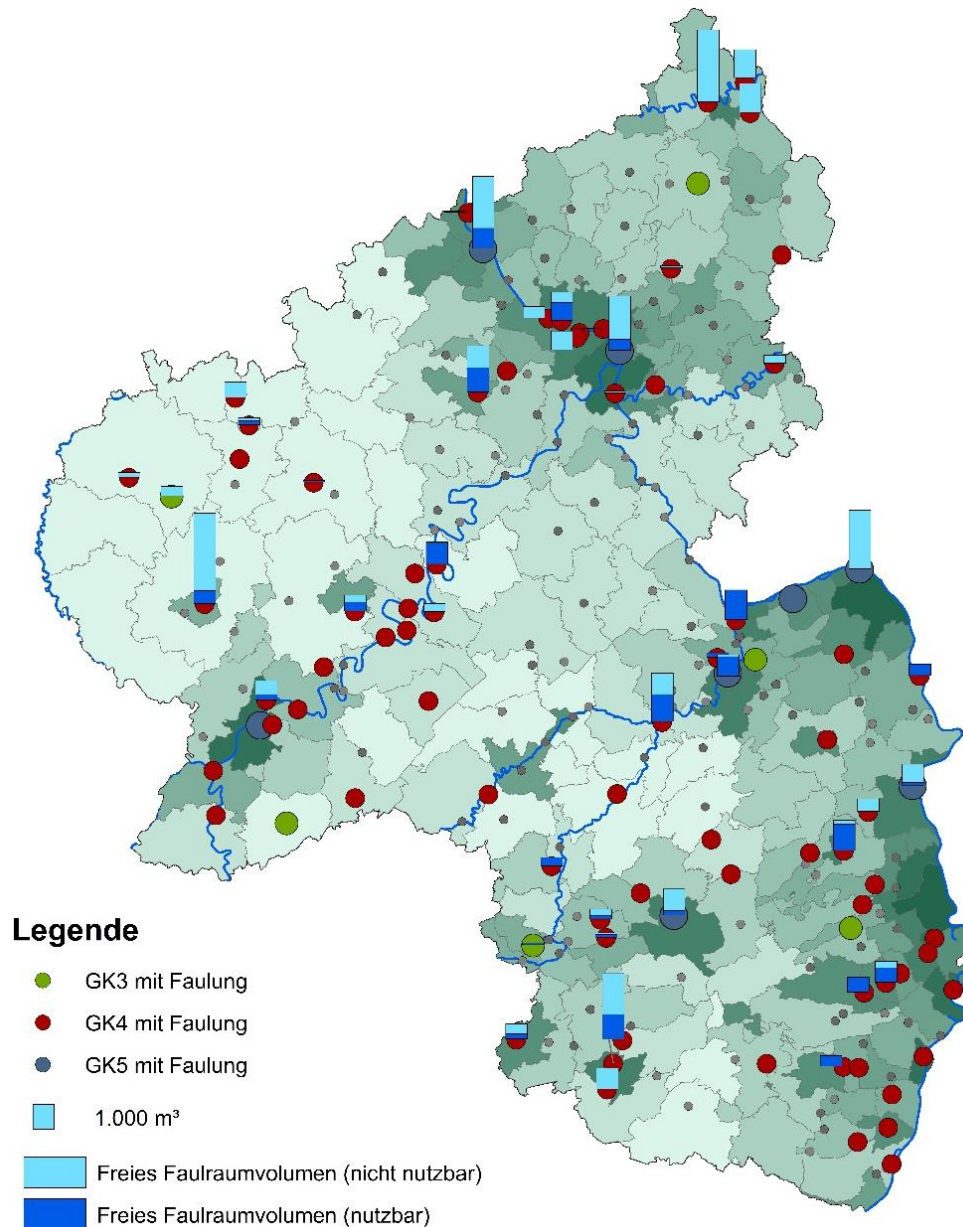 Legende
GK3 mit Faulung
GK4 mit Faulung
GK5 mit Faulung
1.000 m³
Freies Faulraumvolumen (nicht nutzbar)
Freies Faulraumvolumen (nutzbar)